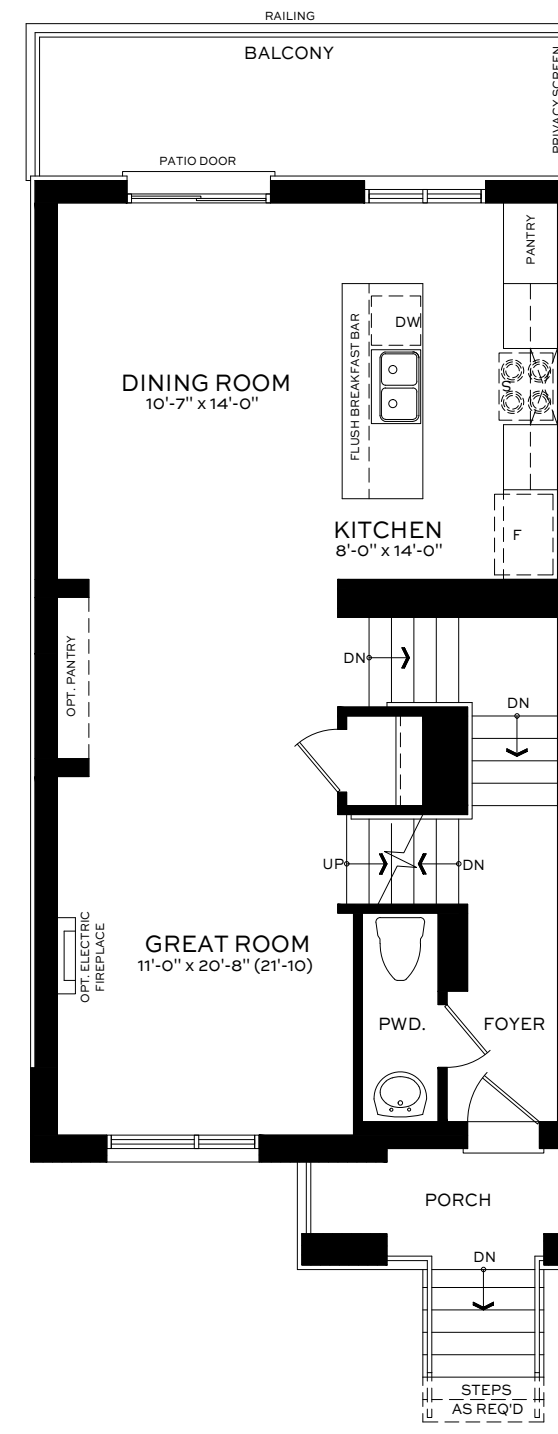 RAILING
BALCONY
PRIVACY SCREEN
PATIO DOOR
PANTRY
DW
FLUSH BREAKFAST BAR
DINING ROOM
10'-7" x 14'-0"
S
KITCHEN
8'-0" x 14'-0"
F
OPT. PANTRY
DN
DN
UP
DN
OPT. ELECTRIC
FIREPLACE
GREAT ROOM
11'-0" x 20'-8" (21'-10)
PWD.
FOYER
PORCH
DN
STEPS
AS REQ'D